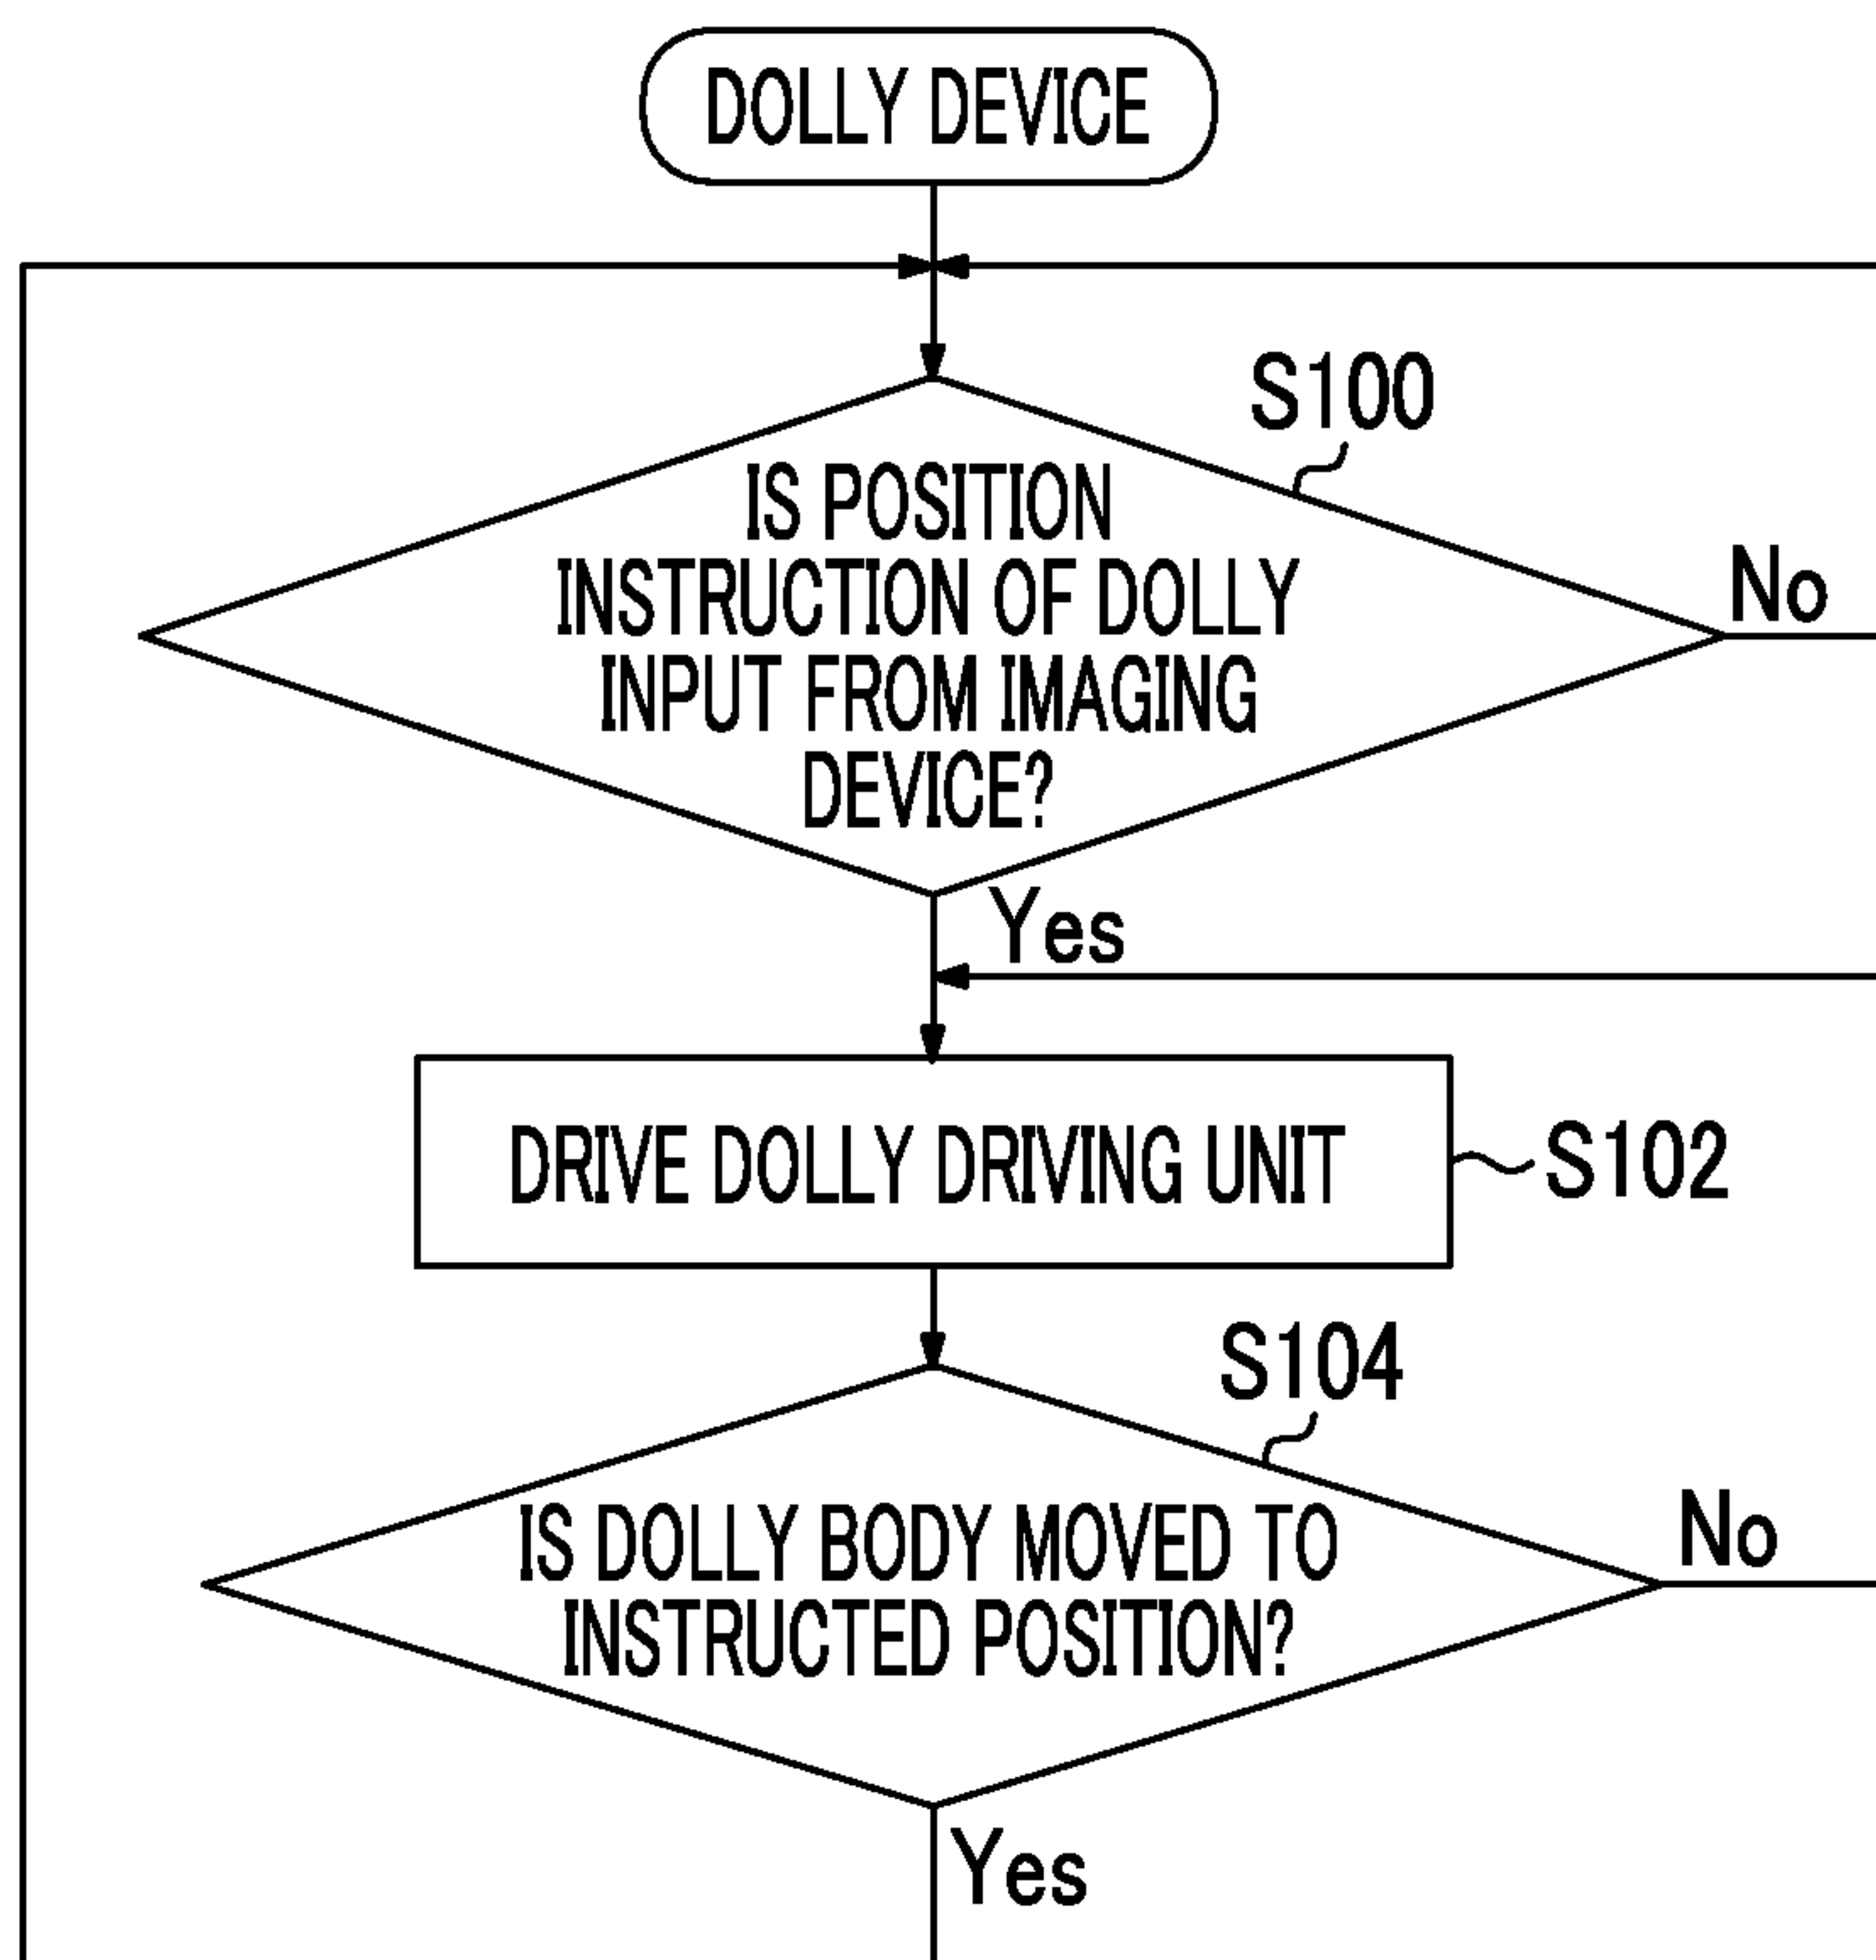 DOLLY DEVICE
S100
IS POSITION
INSTRUCTION OF DOLLY
INPUT FROM IMAGING
DEVICE?
No
Yes
DRIVE DOLLY DRIVING UNIT
S102
S104
IS DOLLY BODY MOVED TO
INSTRUCTED POSITION?
No
Yes